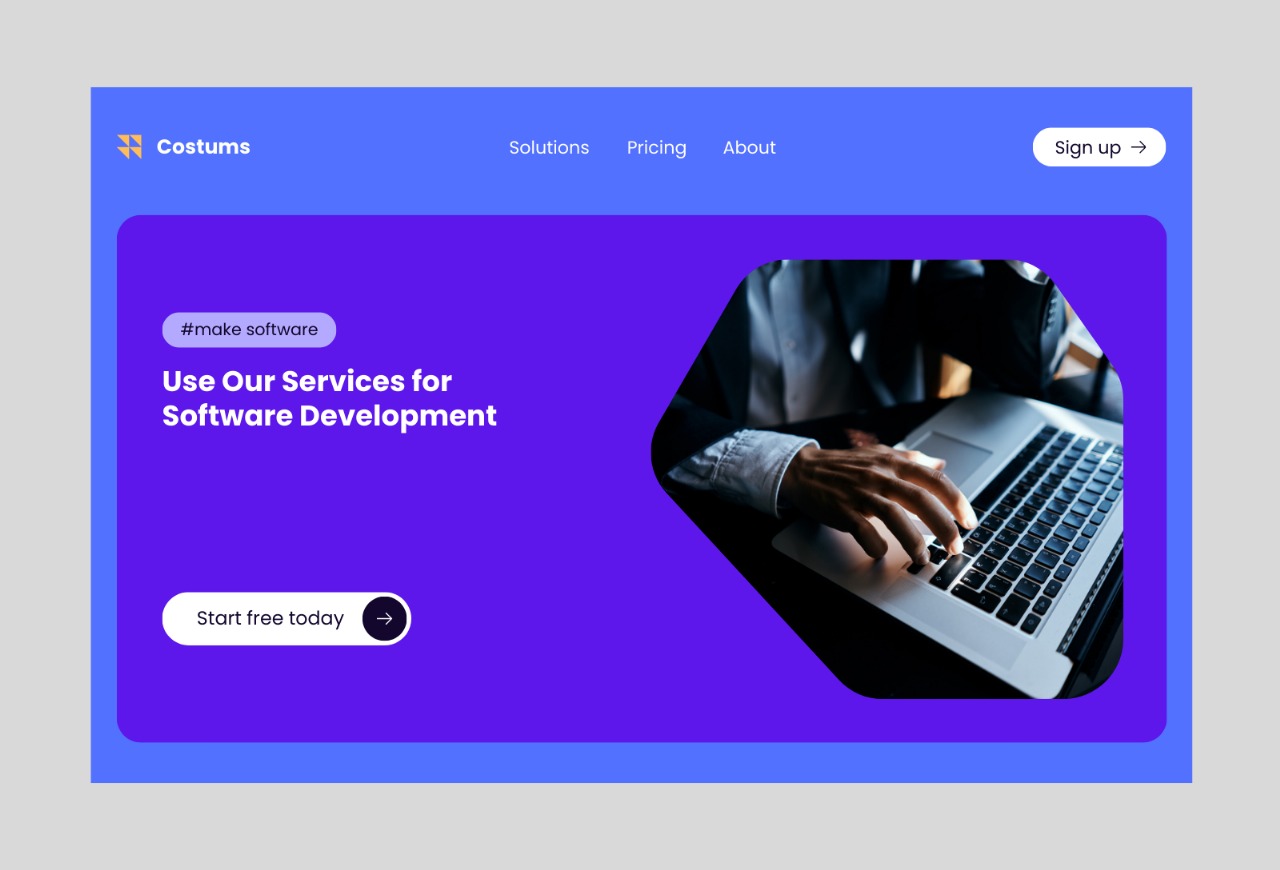 Costums
Solutions
Pricing
About
Sign up
#make software
Use Our Services for
Software Development
Start free today